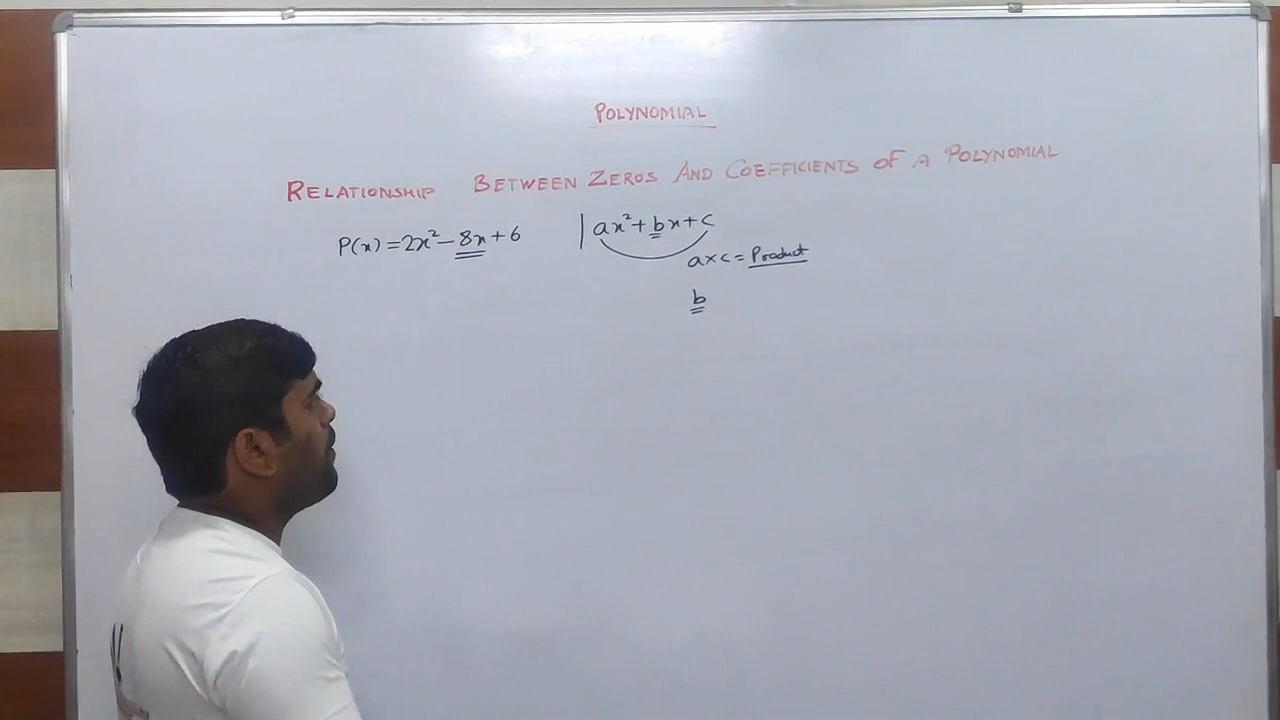 POLYNOMIAL
RELATIONSHIP BETWEEN ZEROS AND COEFFICIENTS OF A POLYNOMIAL
P(x) = 2x² - 8x + 6 | ax² + bx + c
a×c = Product
b